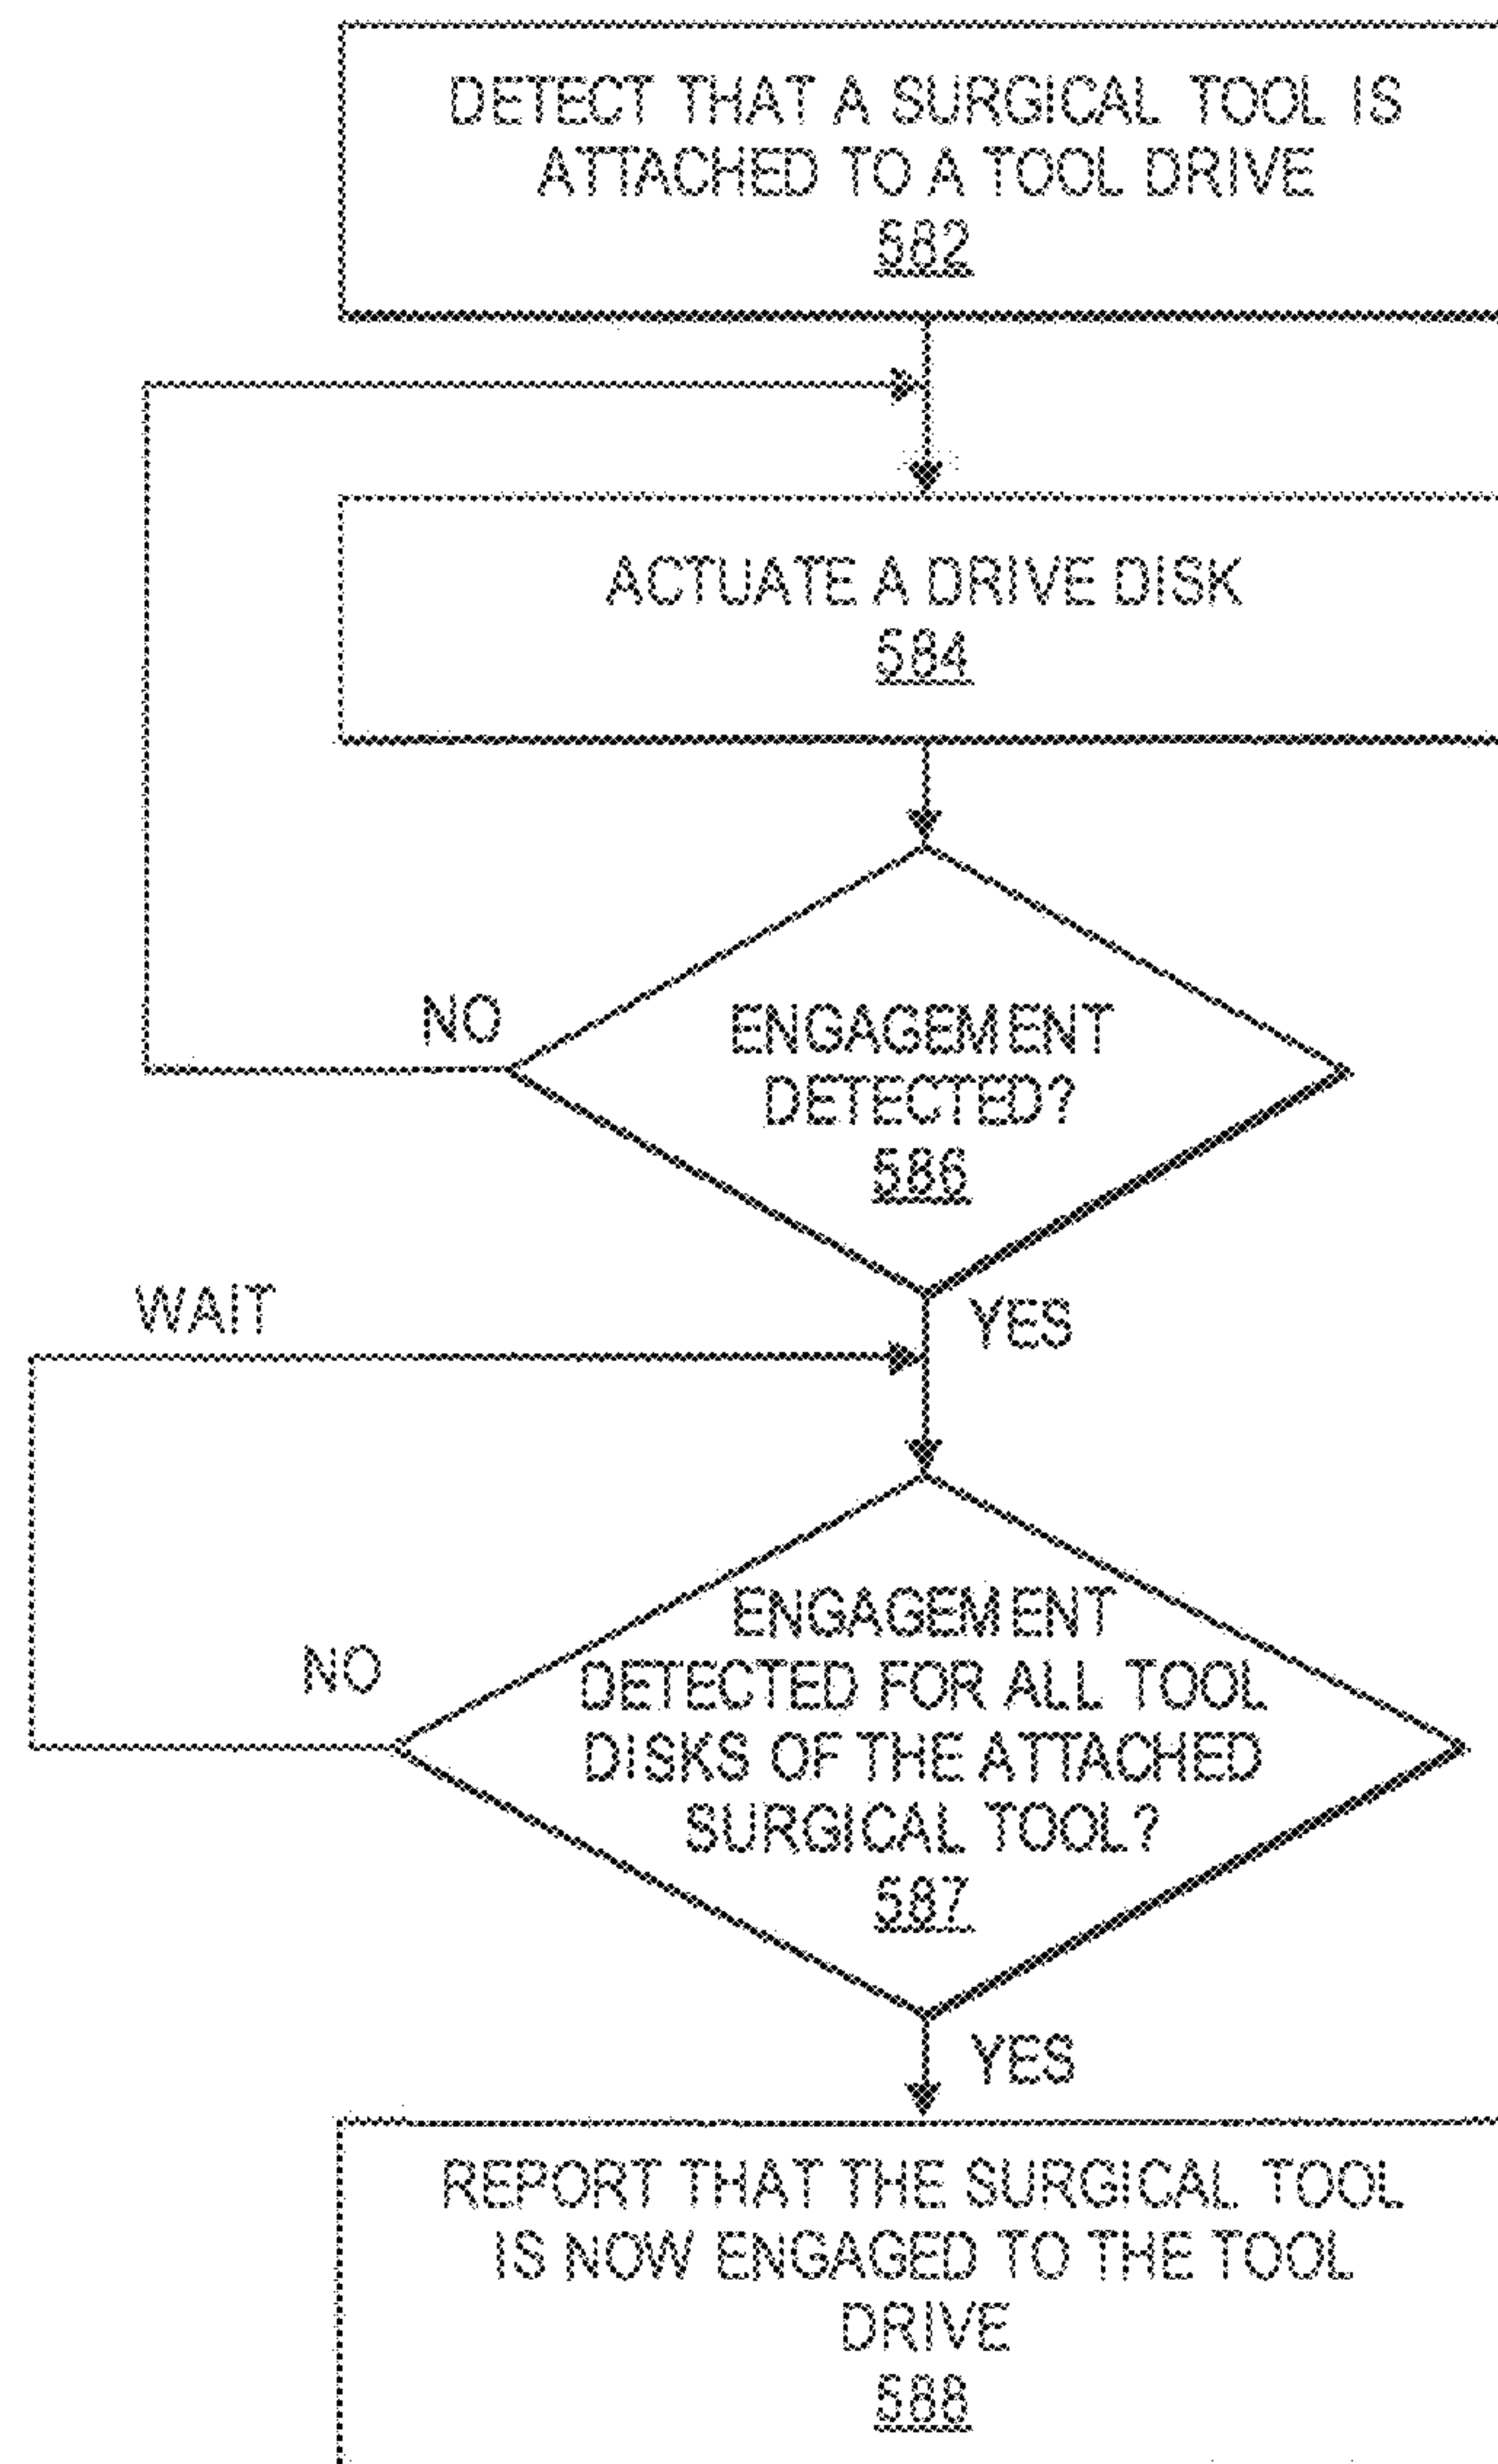 DETECT THAT A SURGICAL TOOL IS
ATTACHED TO A TOOL DRIVE
582
ACTUATE A DRIVE DISK
584
NO
ENGAGEMENT
DETECTED?
586
WAIT
YES
ENGAGEMENT
NO
DETECTED FOR ALL TOOL
DISKS OF THE ATTACHED
SURGICAL TOOL?
587
YES
REPORT THAT THE SURGICAL TOOL
IS NOW ENGAGED TO THE TOOL
DRIVE
588